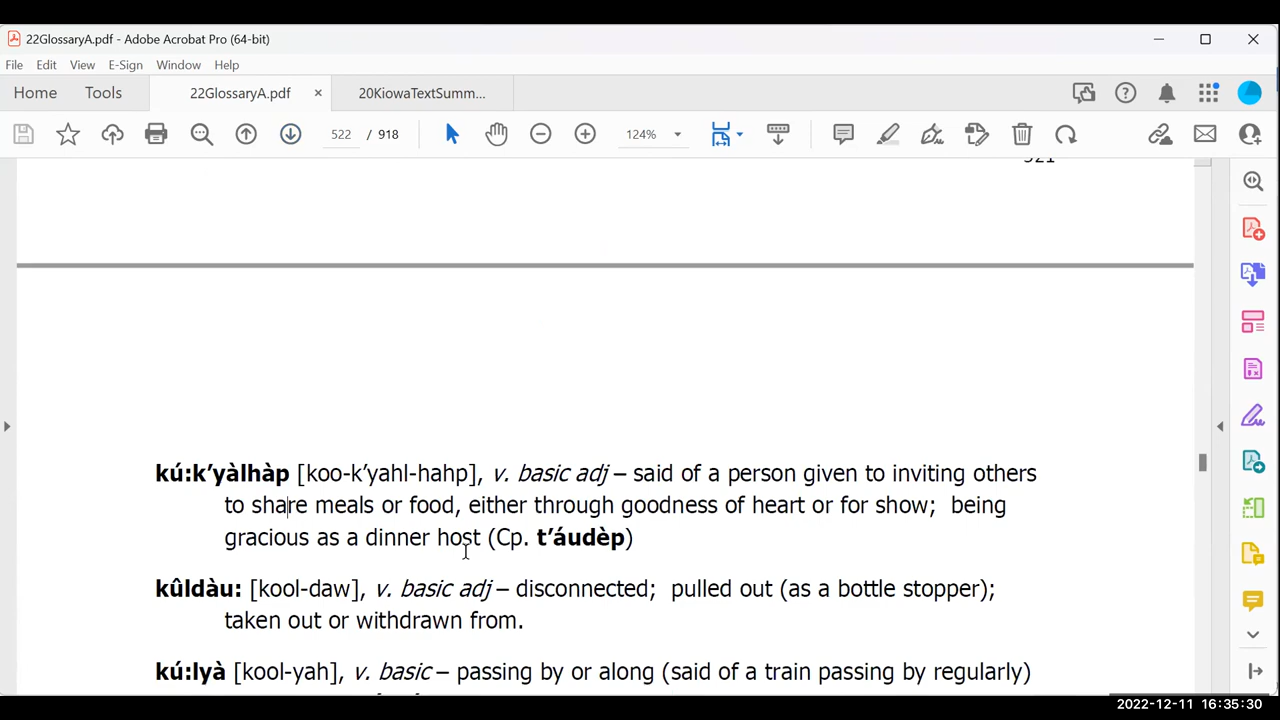 22GlossaryA.pdf - Adobe Acrobat Pro (64-bit)
File Edit View E-Sign Window Help
Home Tools 22GlossaryA.pdf × 20KiowaTextSumm...
522 / 918 124%
521
kú:k’yàlhàp [koo-k’yahl-hahp], v. basic adj – said of a person given to inviting others
to share meals or food, either through goodness of heart or for show; being
gracious as a dinner host (Cp. t’áudèp)
kûldàu: [kool-daw], v. basic adj – disconnected; pulled out (as a bottle stopper);
taken out or withdrawn from.
kú:lyà [kool-yah], v. basic – passing by or along (said of a train passing by regularly)
2022-12-11 16:35:30